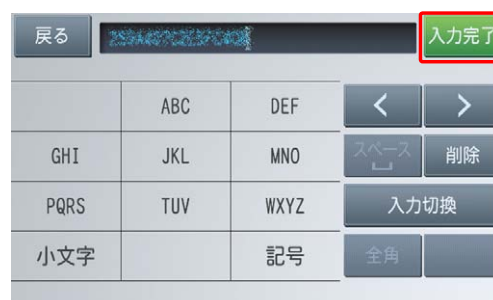 戻る 入力完了
ABC DEF < >
GHI JKL MNO スペース 削除
PQRS TUV WXYZ 入力切換
小文字 記号 全角